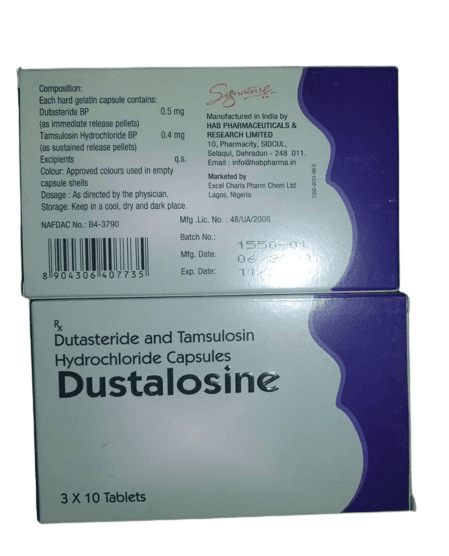 Composition:
Each hard gelatin capsule contains:
Dutasteride BP 0.5 mg
(as immediate release pellets)
Tamsulosin Hydrochloride BP 0.4 mg
(as sustained release pellets)
Excipients q.s.
Colour: Approved colours used in empty
capsule shells
Dosage : As directed by the physician.
Storage: Keep in a cool, dry and dark place.
NAFDAC No.: B4-3790
8 904306 407735
Signature
Manufactured in India by
HAB PHARMACEUTICALS &
RESEARCH LIMITED
10, Pharmacity, SIDCUL,
Selaqui, Dehradun - 248 011.
Email : info@habpharma.in
Marketed by
Excel Charis Pharm Chem Ltd
Lagos, Nigeria
Mfg .Lic. No. : 48/UA/2006
Batch No.: 1550-01
Mfg. Date: 06
Exp. Date: 11
Rx
Dutasteride and Tamsulosin
Hydrochloride Capsules
Dustalosine
3 X 10 Tablets